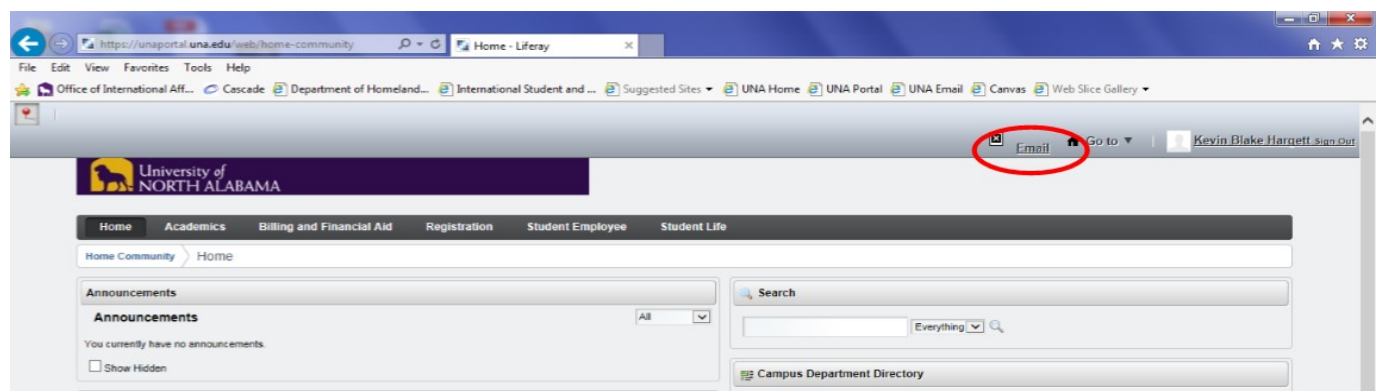 https://unaportal.una.edu/web/home-community
Home - Liferay
File Edit View Favorites Tools Help
Office of International Aff... Cascade Department of Homeland... International Student and ... Suggested Sites UNA Home UNA Portal UNA Email Canvas Web Slice Gallery
Email Go to Kevin Blake Hargett Sign Out
University of
NORTH ALABAMA
Home Academics Billing and Financial Aid Registration Student Employee Student Life
Home Community Home
Announcements
Announcements All
You currently have no announcements.
Show Hidden
Search
Everything
Campus Department Directory